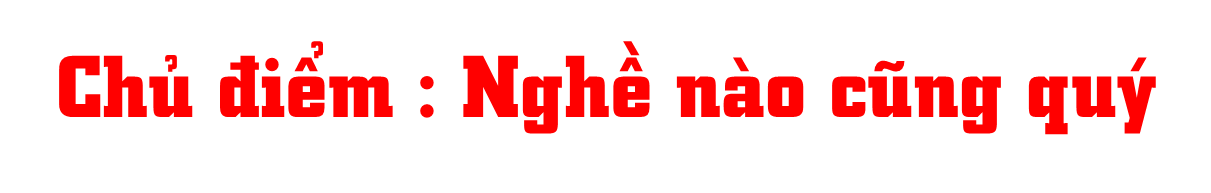 Chủ điểm : Nghề nào cũng quý